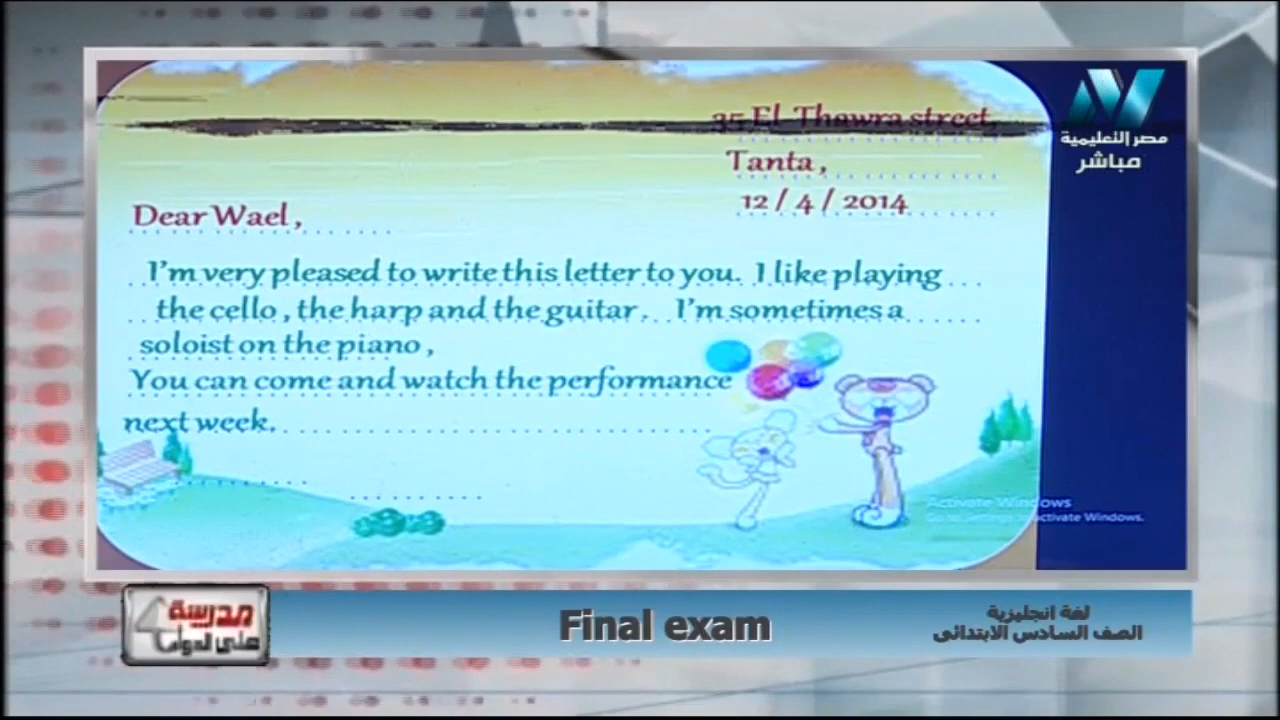 35 El-Thawra street,
Tanta ,
12 / 4 / 2014
Dear Wael ,
I'm very pleased to write this letter to you. I like playing
the cello , the harp and the guitar . I'm sometimes a
soloist on the piano ,
You can come and watch the performance
next week.
مصر التعليمية
مباشر
Activate Windows
Go to Settings to activate Windows.
مدرسة
على الهواء
Final exam
لغة انجليزية
الصف السادس الابتدائى